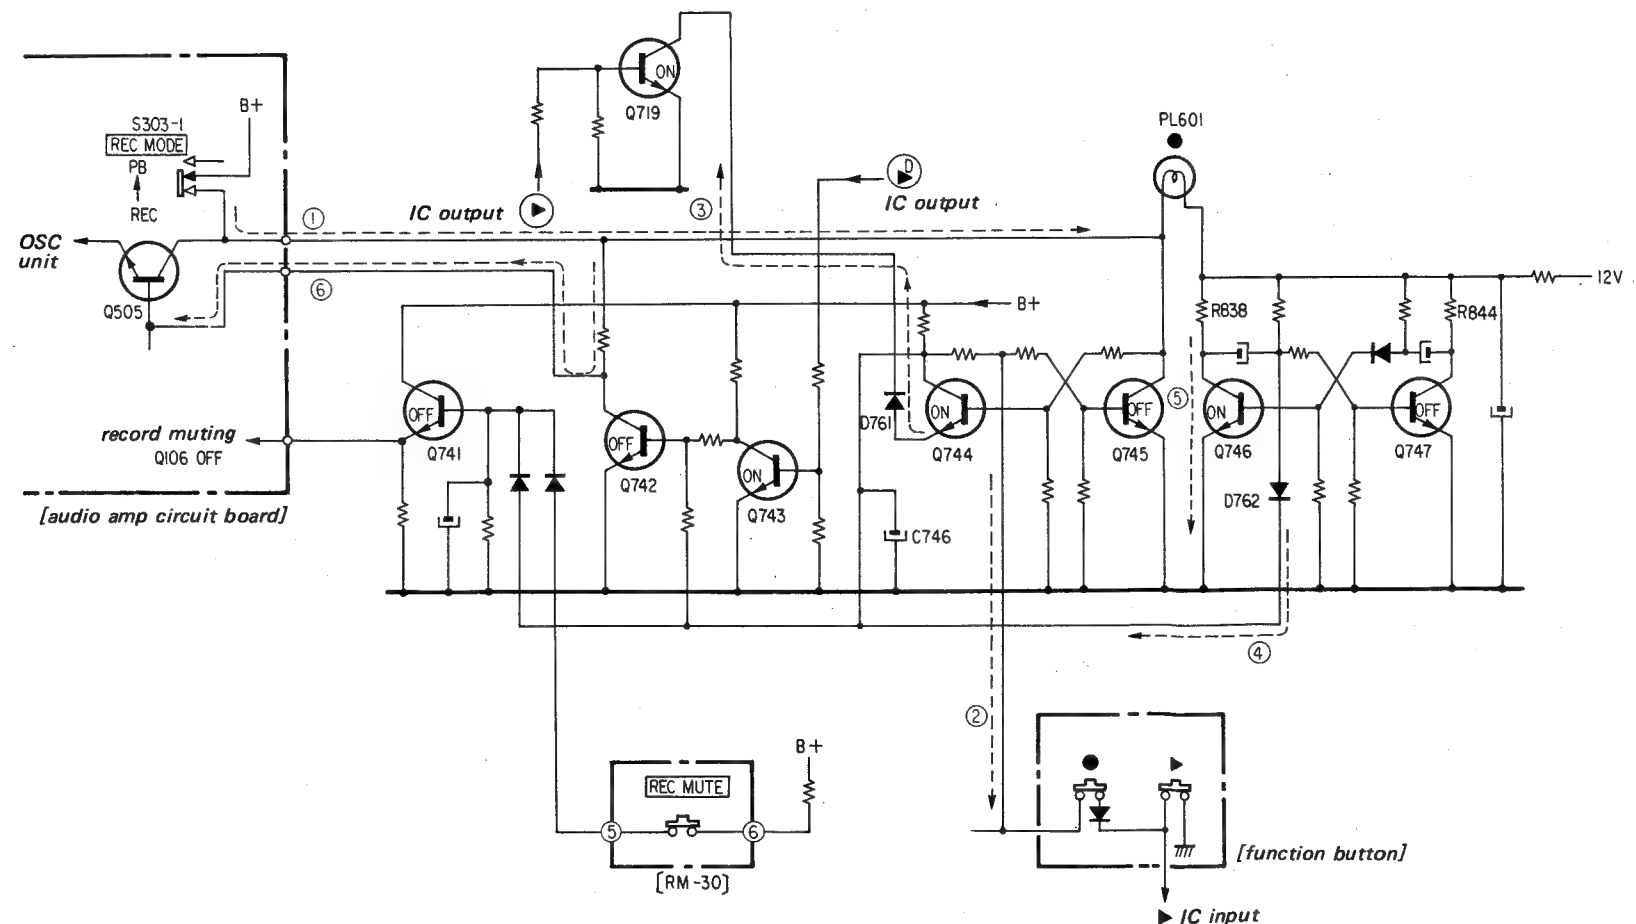 ON
Q719
B+
S303-1
REC MODE
PB
REC
PL601
D
IC output
IC output
①
③
OSC
unit
⑥
Q505
B+
12V
R838
R844
OFF
Q741
record muting
Q106 OFF
OFF
Q742
ON
Q743
D761
ON
Q744
OFF
Q745
⑤
ON
Q746
OFF
Q747
D762
C746
[audio amp circuit board]
④
②
B+
REC MUTE
5
6
[RM-30]
[function button]
IC input